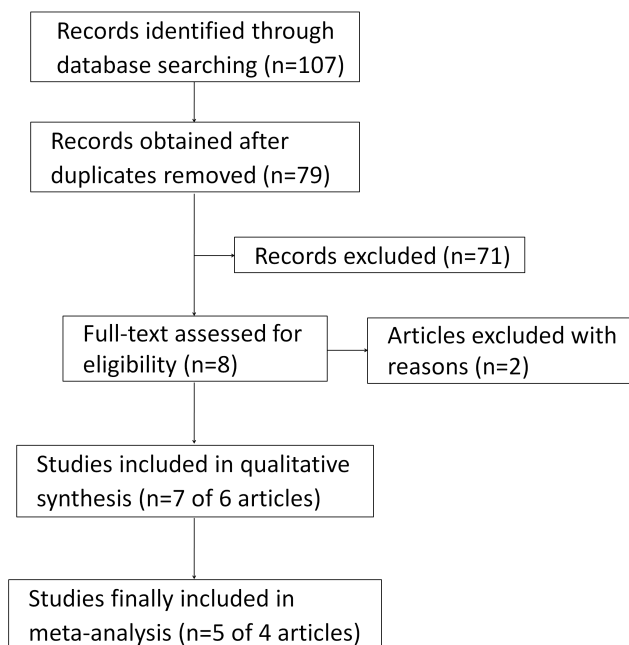 Records identified through
database searching (n=107)
Records obtained after
duplicates removed (n=79)
Records excluded (n=71)
Full-text assessed for
eligibility (n=8)
Articles excluded with
reasons (n=2)
Studies included in qualitative
synthesis (n=7 of 6 articles)
Studies finally included in
meta-analysis (n=5 of 4 articles)